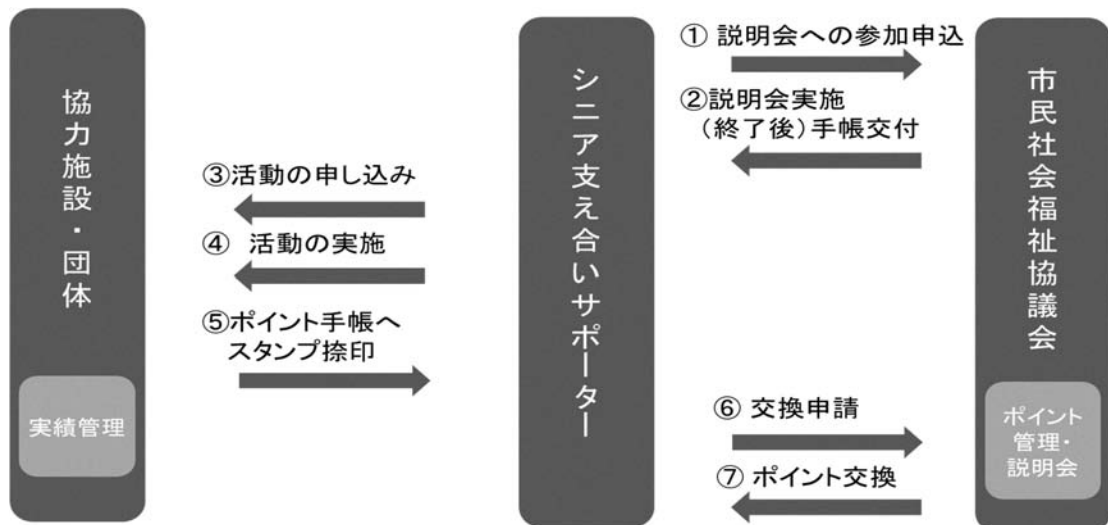 協力施設・団体
実績管理
③活動の申し込み
④ 活動の実施
⑤ポイント手帳へ
スタンプ捺印
シニア支え合いサポーター
① 説明会への参加申込
②説明会実施
（終了後）手帳交付
⑥ 交換申請
⑦ ポイント交換
市民社会福祉協議会
ポイント
管理・
説明会